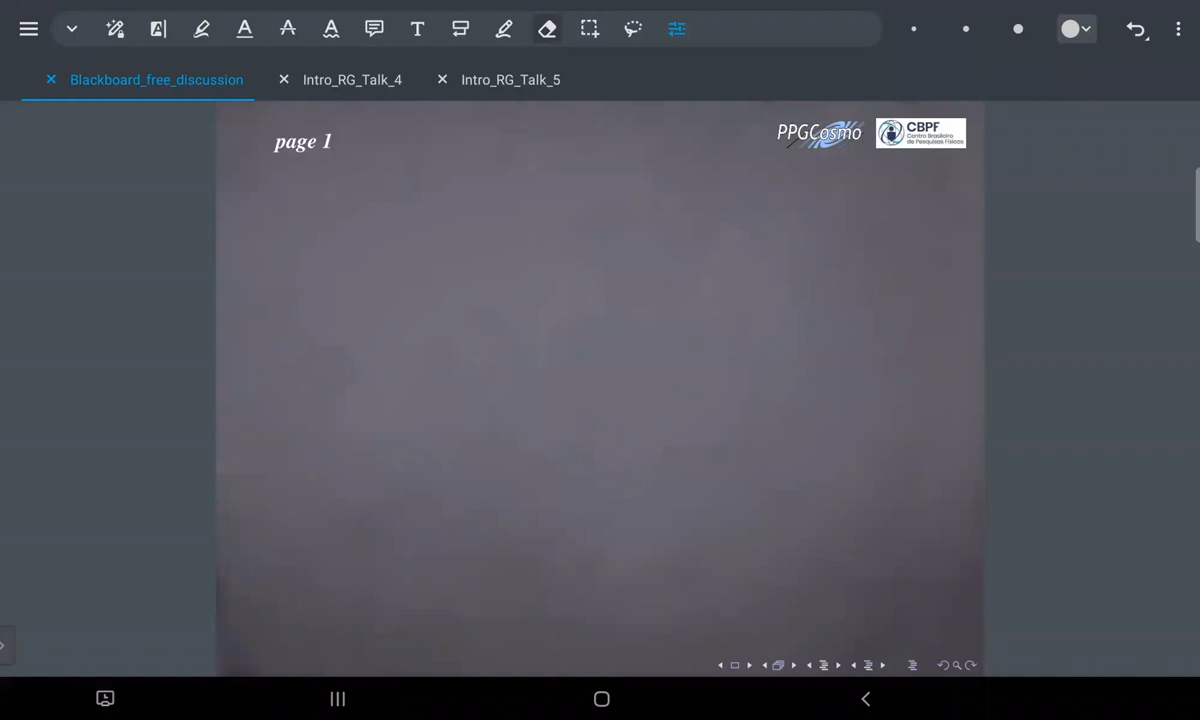 Blackboard_free_discussion
Intro_RG_Talk_4
Intro_RG_Talk_5
page 1
PPGCosmo
CBPF
Centro Brasileiro
de Pesquisas Físicas